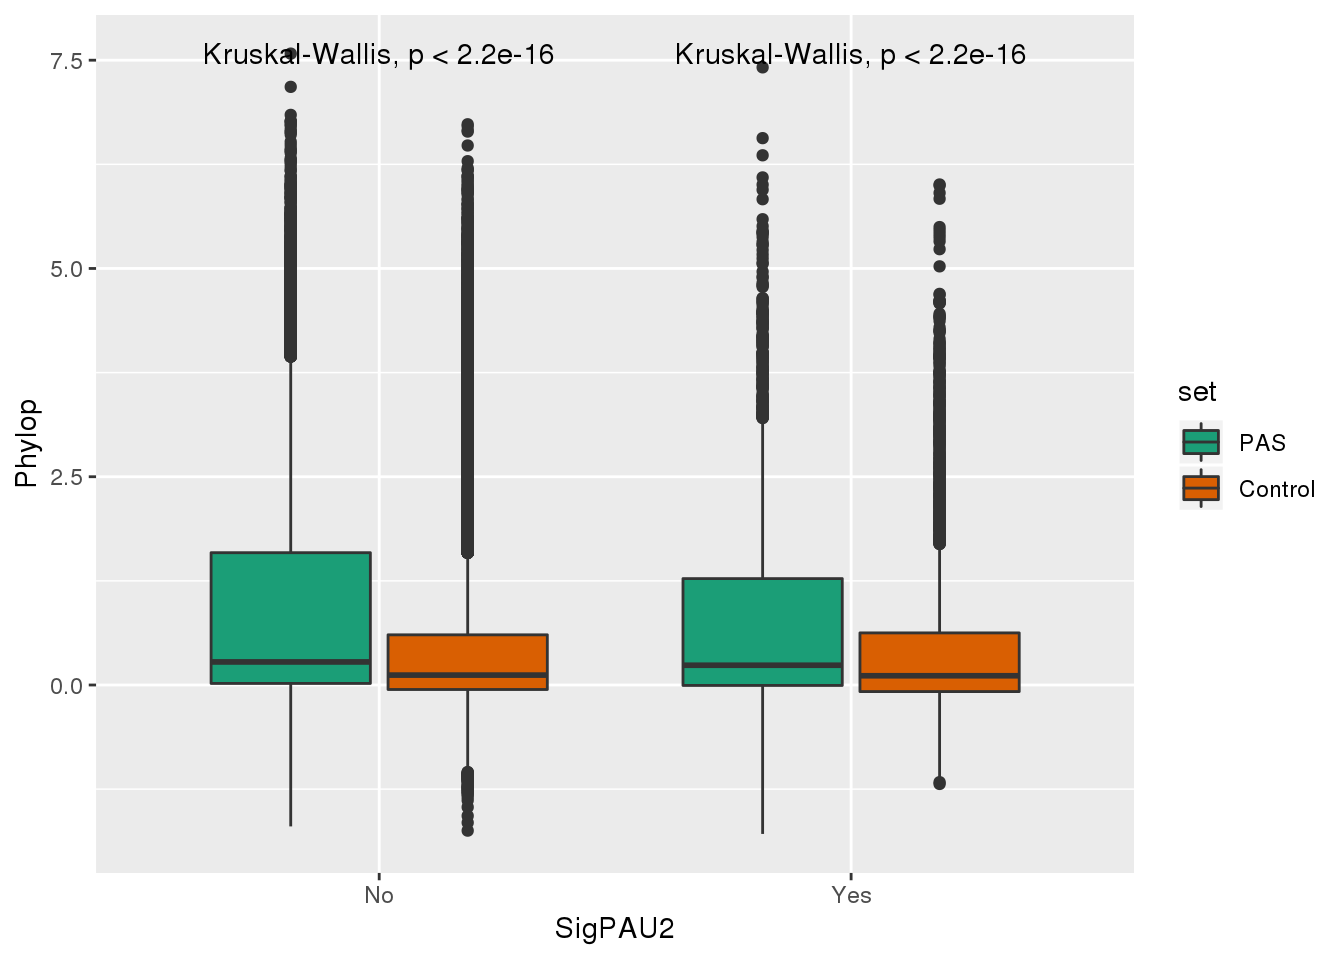 Kruskal-Wallis, p < 2.2e-16
Kruskal-Wallis, p < 2.2e-16
7.5
5.0
2.5
0.0
Phylop
No
Yes
SigPAU2
set
PAS
Control